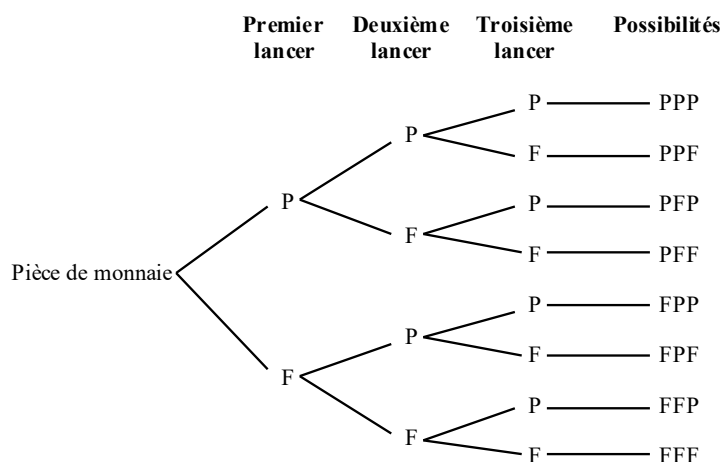 Premier lancer
Deuxième lancer
Troisième lancer
Possibilités
P
PPP
P
F
PPF
P
P
PFP
F
F
PFF
Pièce de monnaie
P
FPP
P
F
FPF
F
P
FFP
F
F
FFF